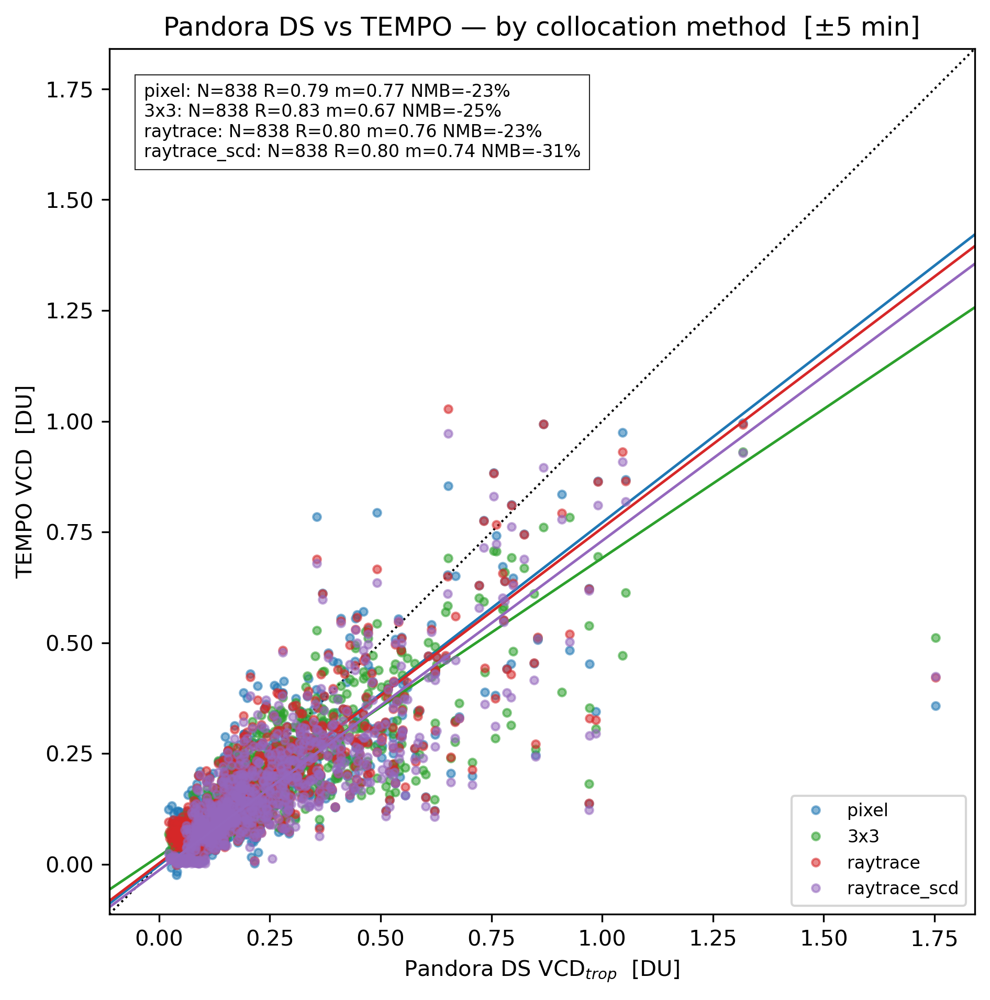 Pandora DS vs TEMPO — by collocation method [±5 min]
pixel: N=838 R=0.79 m=0.77 NMB=-23%
3x3: N=838 R=0.83 m=0.67 NMB=-25%
raytrace: N=838 R=0.80 m=0.76 NMB=-23%
raytrace_scd: N=838 R=0.80 m=0.74 NMB=-31%
TEMPO VCD [DU]
1.75
1.50
1.25
1.00
0.75
0.50
0.25
0.00
pixel
3x3
raytrace
raytrace_scd
0.00 0.25 0.50 0.75 1.00 1.25 1.50 1.75
Pandora DS VCD_trop [DU]